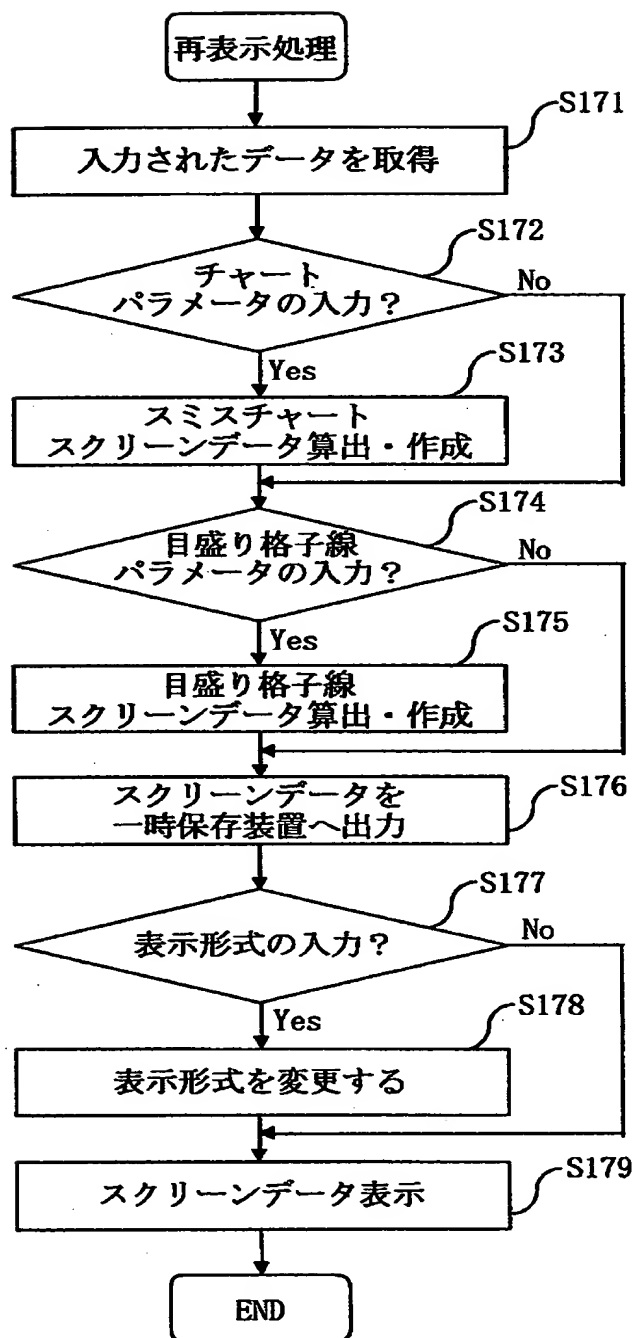 再表示処理
S171
入力されたデータを取得
S172
チャート
パラメータの入力？
No
Yes
S173
スミスチャート
スクリーンデータ算出・作成
S174
目盛り格子線
パラメータの入力？
No
Yes
S175
目盛り格子線
スクリーンデータ算出・作成
スクリーンデータを
一時保存装置へ出力
S176
S177
表示形式の入力？
No
Yes
S178
表示形式を変更する
スクリーンデータ表示
S179
END